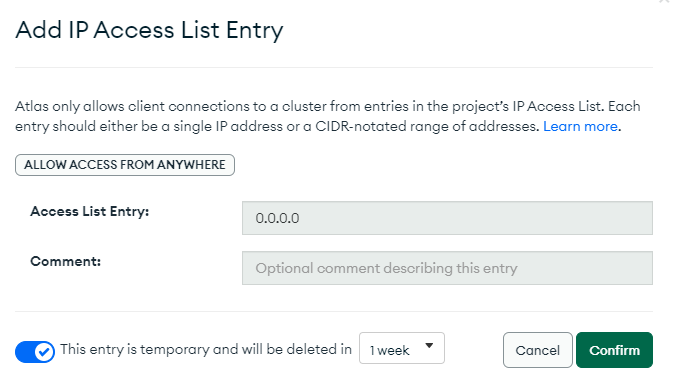 Add IP Access List Entry
Atlas only allows client connections to a cluster from entries in the project's IP Access List. Each
entry should either be a single IP address or a CIDR-notated range of addresses. Learn more.
ALLOW ACCESS FROM ANYWHERE
Access List Entry:
0.0.0.0
Comment:
Optional comment describing this entry
This entry is temporary and will be deleted in
1 week
Cancel
Confirm